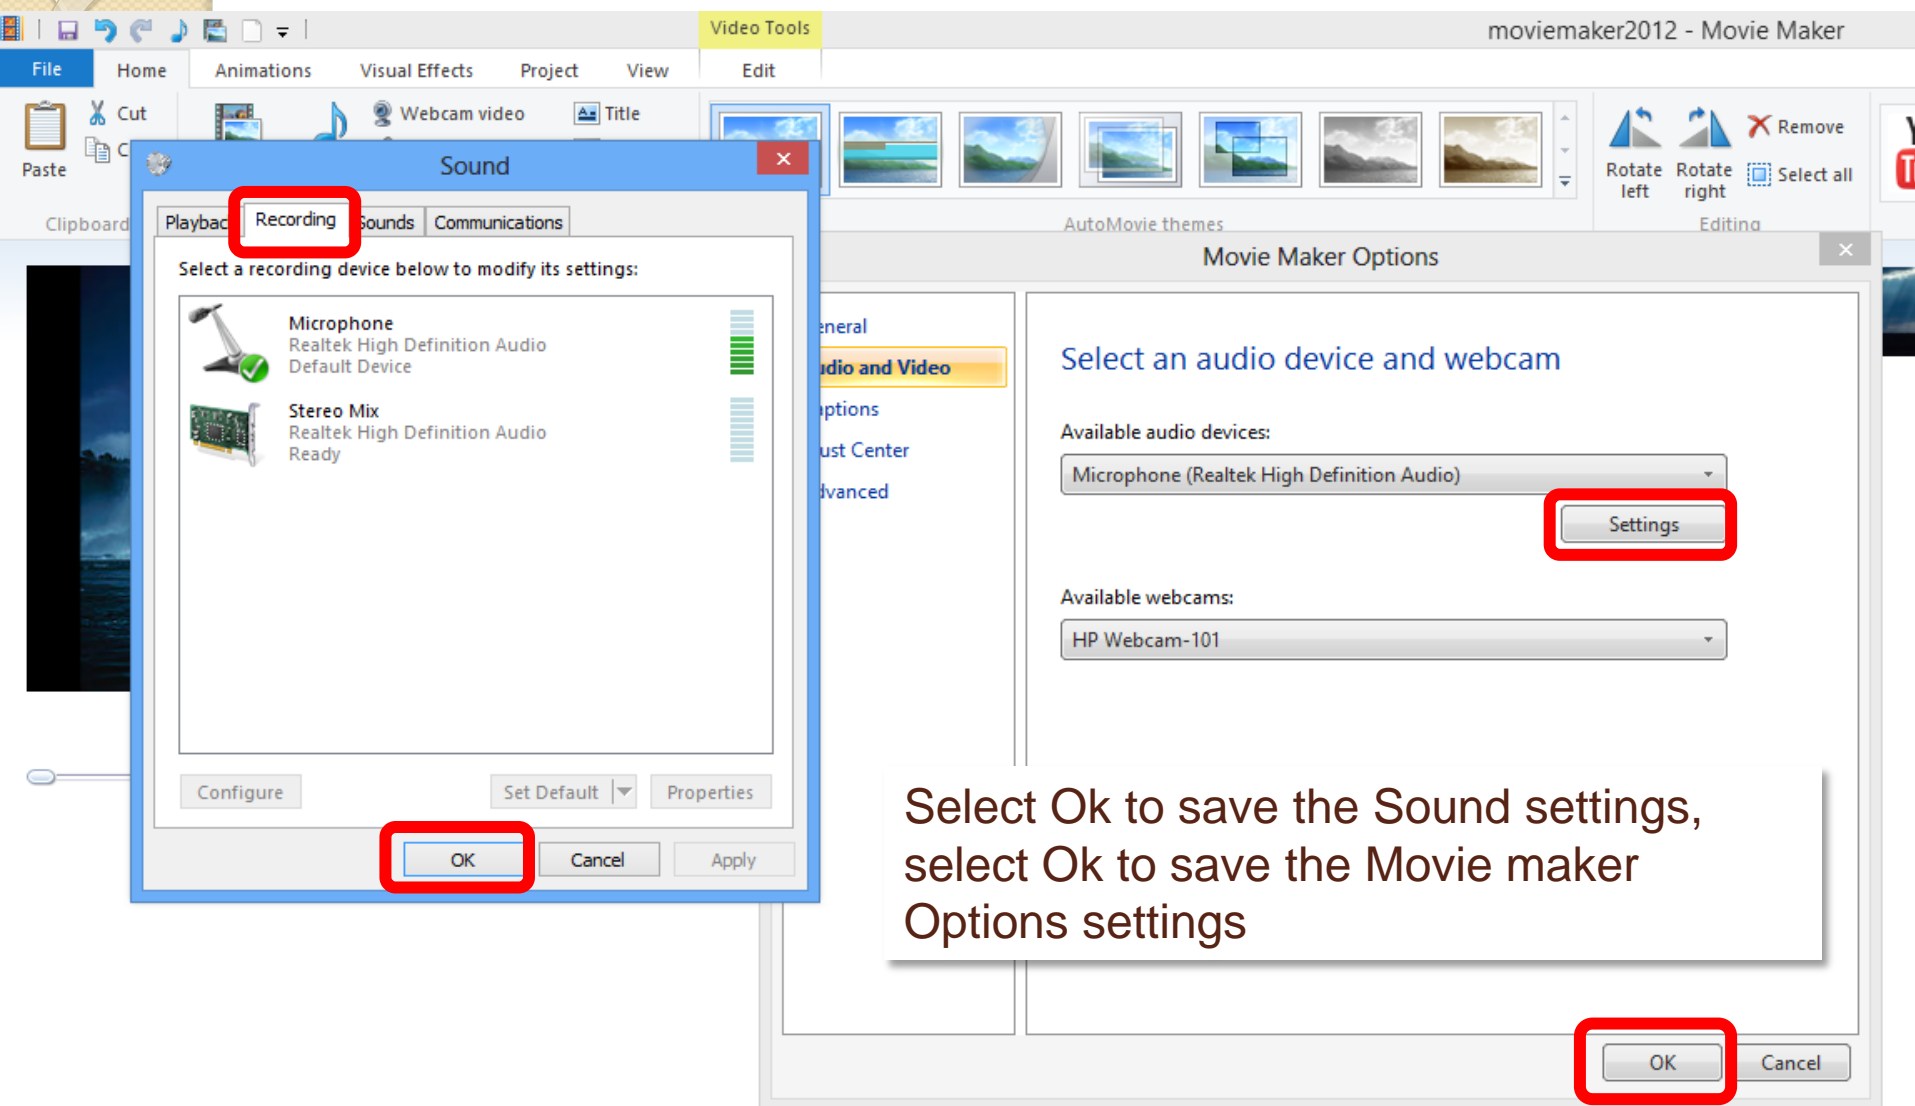 Video Tools
moviemaker2012 - Movie Maker
File Home Animations Visual Effects Project View Edit
Cut
Webcam video
Title
Paste
Remove
Rotate left
Rotate right
Select all
Clipboard
AutoMovie themes
Editing
Sound
Playbac Recording Sounds Communications
Select a recording device below to modify its settings:
Microphone
Realtek High Definition Audio
Default Device
Stereo Mix
Realtek High Definition Audio
Ready
Configure Set Default Properties
OK Cancel Apply
Movie Maker Options
eneral
udio and Video
aptions
ust Center
dvanced
Select an audio device and webcam
Available audio devices:
Microphone (Realtek High Definition Audio)
Settings
Available webcams:
HP Webcam-101
Select Ok to save the Sound settings,
select Ok to save the Movie maker
Options settings
OK Cancel